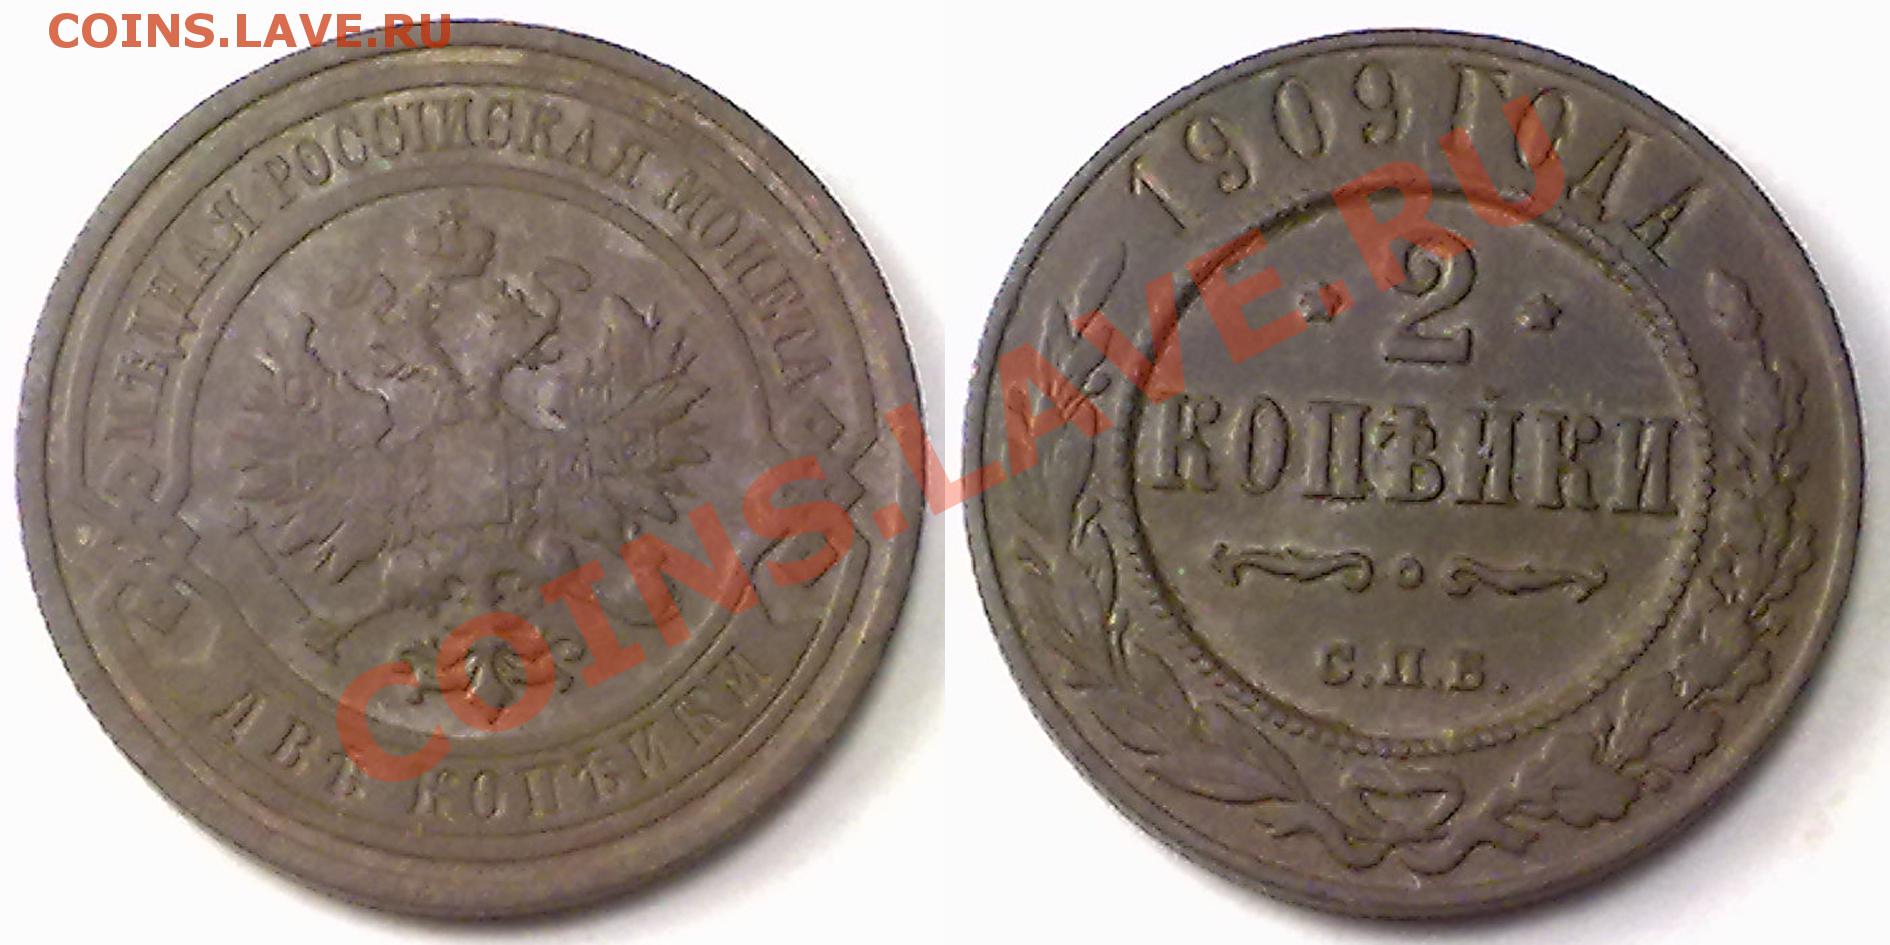 COINS.LAVE.RU
МѢДНАЯ РОССІЙСКАЯ МОНЕТА
ДВѢ КОПѢЙКИ
1909 ГОДА
* 2 *
КОПѢЙКИ
С.П.Б.
COINS.LAVE.RU